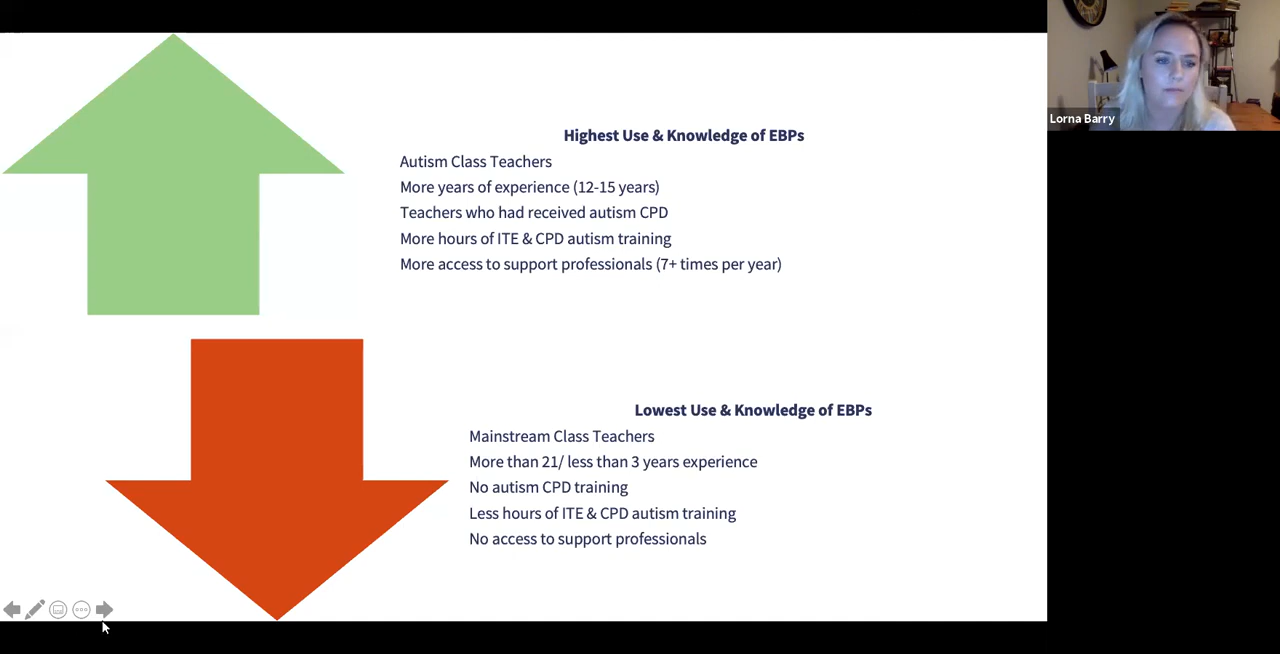 Highest Use & Knowledge of EBPs
Autism Class Teachers
More years of experience (12-15 years)
Teachers who had received autism CPD
More hours of ITE & CPD autism training
More access to support professionals (7+ times per year)
Lowest Use & Knowledge of EBPs
Mainstream Class Teachers
More than 21/ less than 3 years experience
No autism CPD training
Less hours of ITE & CPD autism training
No access to support professionals
Lorna Barry